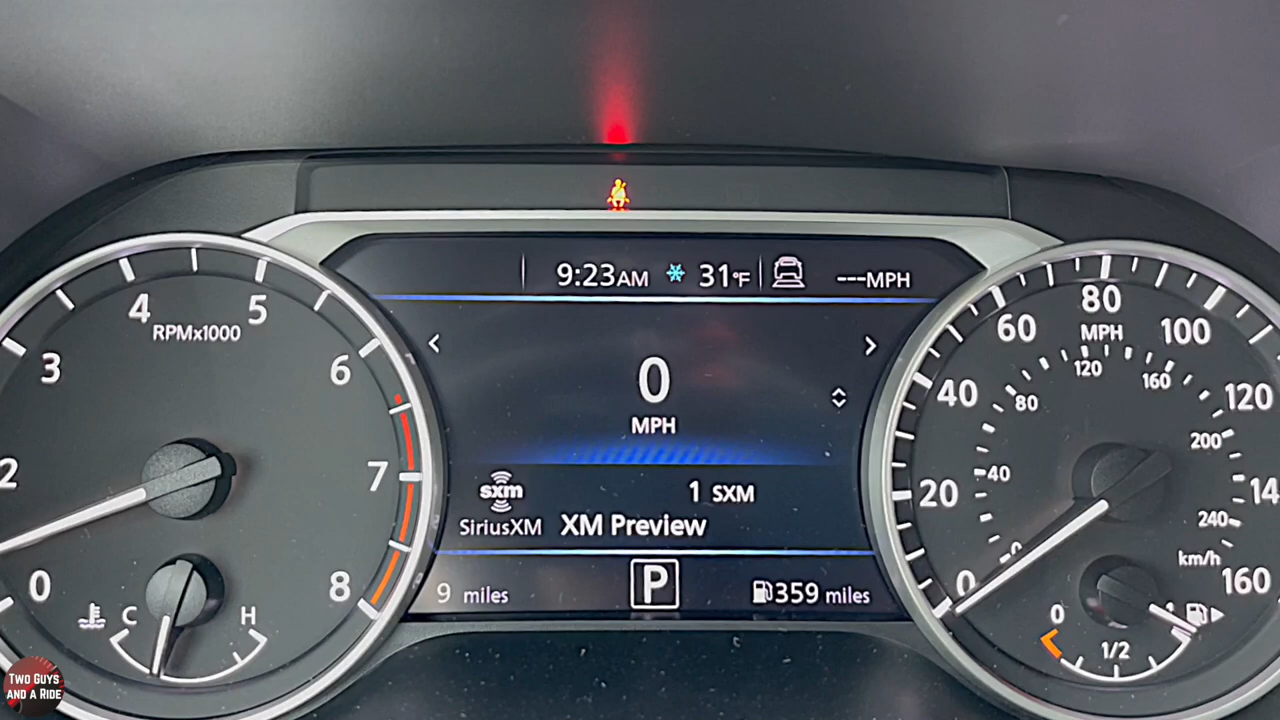 9:23AM 31°F ---MPH
4 5
RPMx1000
3 6
2 7
0 8
C H
0
MPH
1 SXM
sxm
SiriusXM XM Preview
9 miles P 359 miles
80
60 MPH 100
40 120
20 14
0 160
120 160
80 200
40 240
0 km/h
0 1/2
TWO GUYS
AND A RIDE